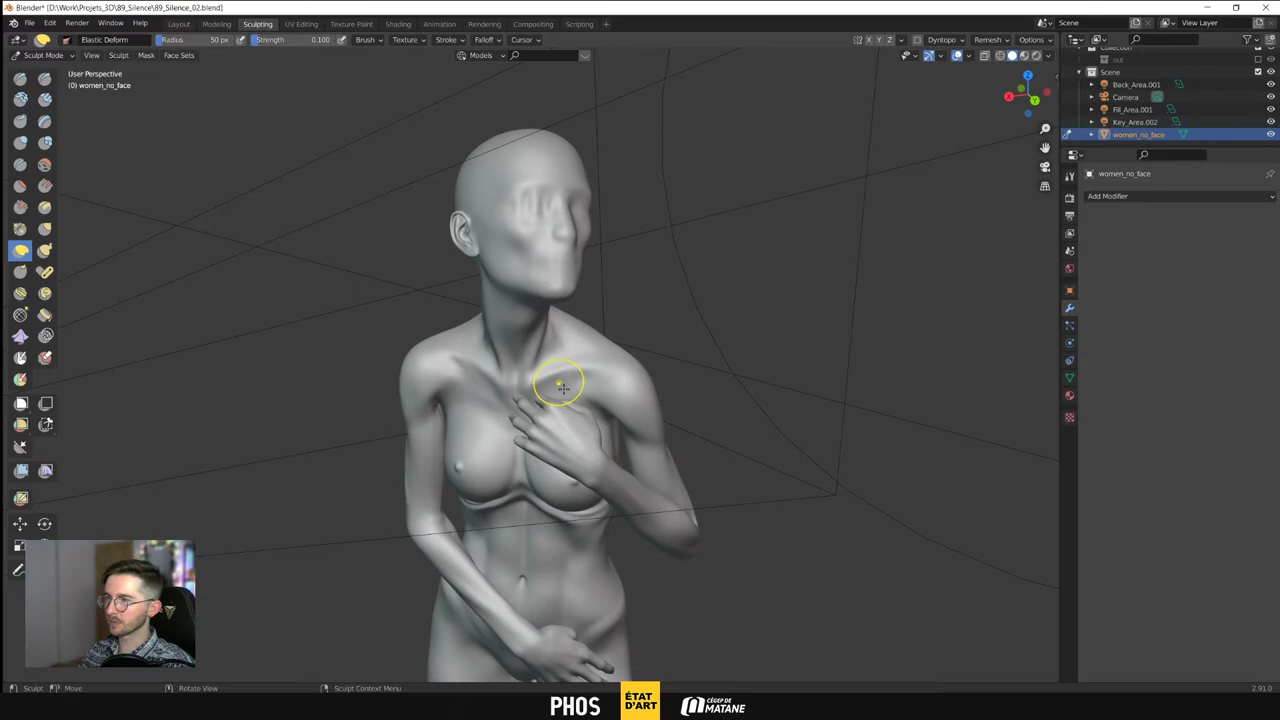 Blender* [D:\Work\Projets_3D\89_Silence\89_Silence_02.blend]
File Edit Render Window Help Layout Modeling Sculpting UV Editing Texture Paint Shading Animation Rendering Compositing Scripting Scene View Layer
Elastic Deform Radius 50 px Strength 0.100 Brush Texture Stroke Falloff Cursor X Y Z Dyntopo Remesh Options
Sculpt Mode View Sculpt Mask Face Sets Models
User Perspective
(0) women_no_face
Collection
out
Scene
Back_Area.001
Camera
Fill_Area.001
Key_Area.002
women_no_face
women_no_face
Add Modifier
Z
X
Y
Sculpt Move Rotate View Sculpt Context Menu 2.91.0
PHOS
ÉTAT
D'ART
CÉGEP DE
MATANE